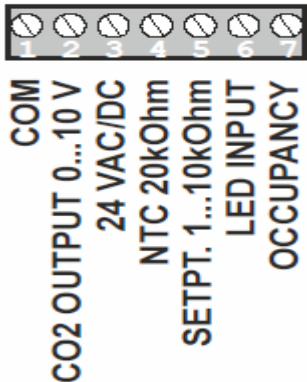 1 2 3 4 5 6 7
COM
CO2 OUTPUT 0...10 V
24 VAC/DC
NTC 20kOhm
SETPT. 1...10kOhm
LED INPUT
OCCUPANCY